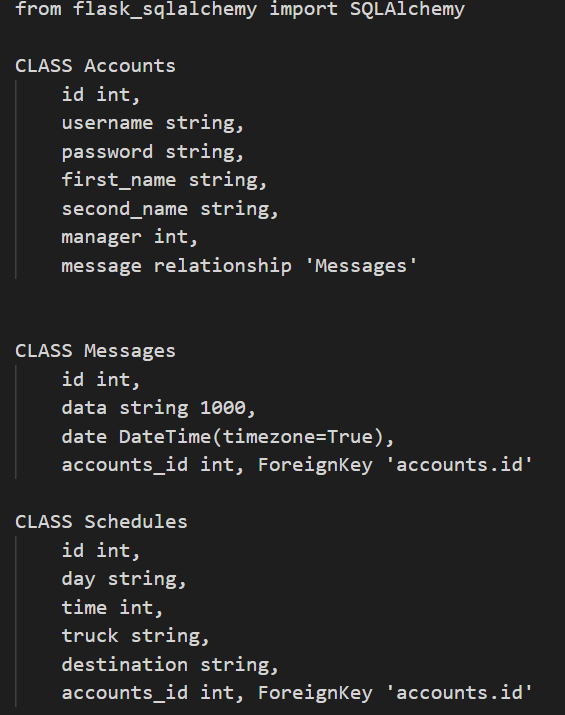 from flask_sqlalchemy import SQLAlchemy
CLASS Accounts
id int,
username string,
password string,
first_name string,
second_name string,
manager int,
message relationship 'Messages'
CLASS Messages
id int,
data string 1000,
date DateTime(timezone=True),
accounts_id int, ForeignKey 'accounts.id'
CLASS Schedules
id int,
day string,
time int,
truck string,
destination string,
accounts_id int, ForeignKey 'accounts.id'